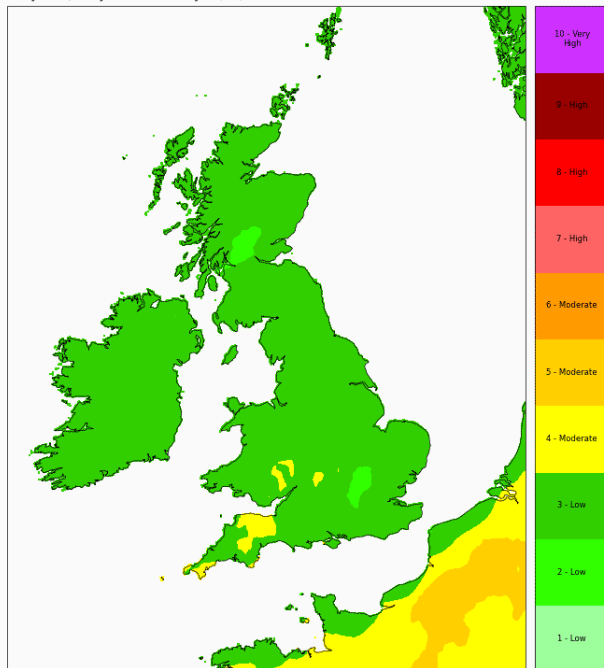 10 - Very
High
9 - High
8 - High
7 - High
6 - Moderate
5 - Moderate
4 - Moderate
3 - Low
2 - Low
1 - Low